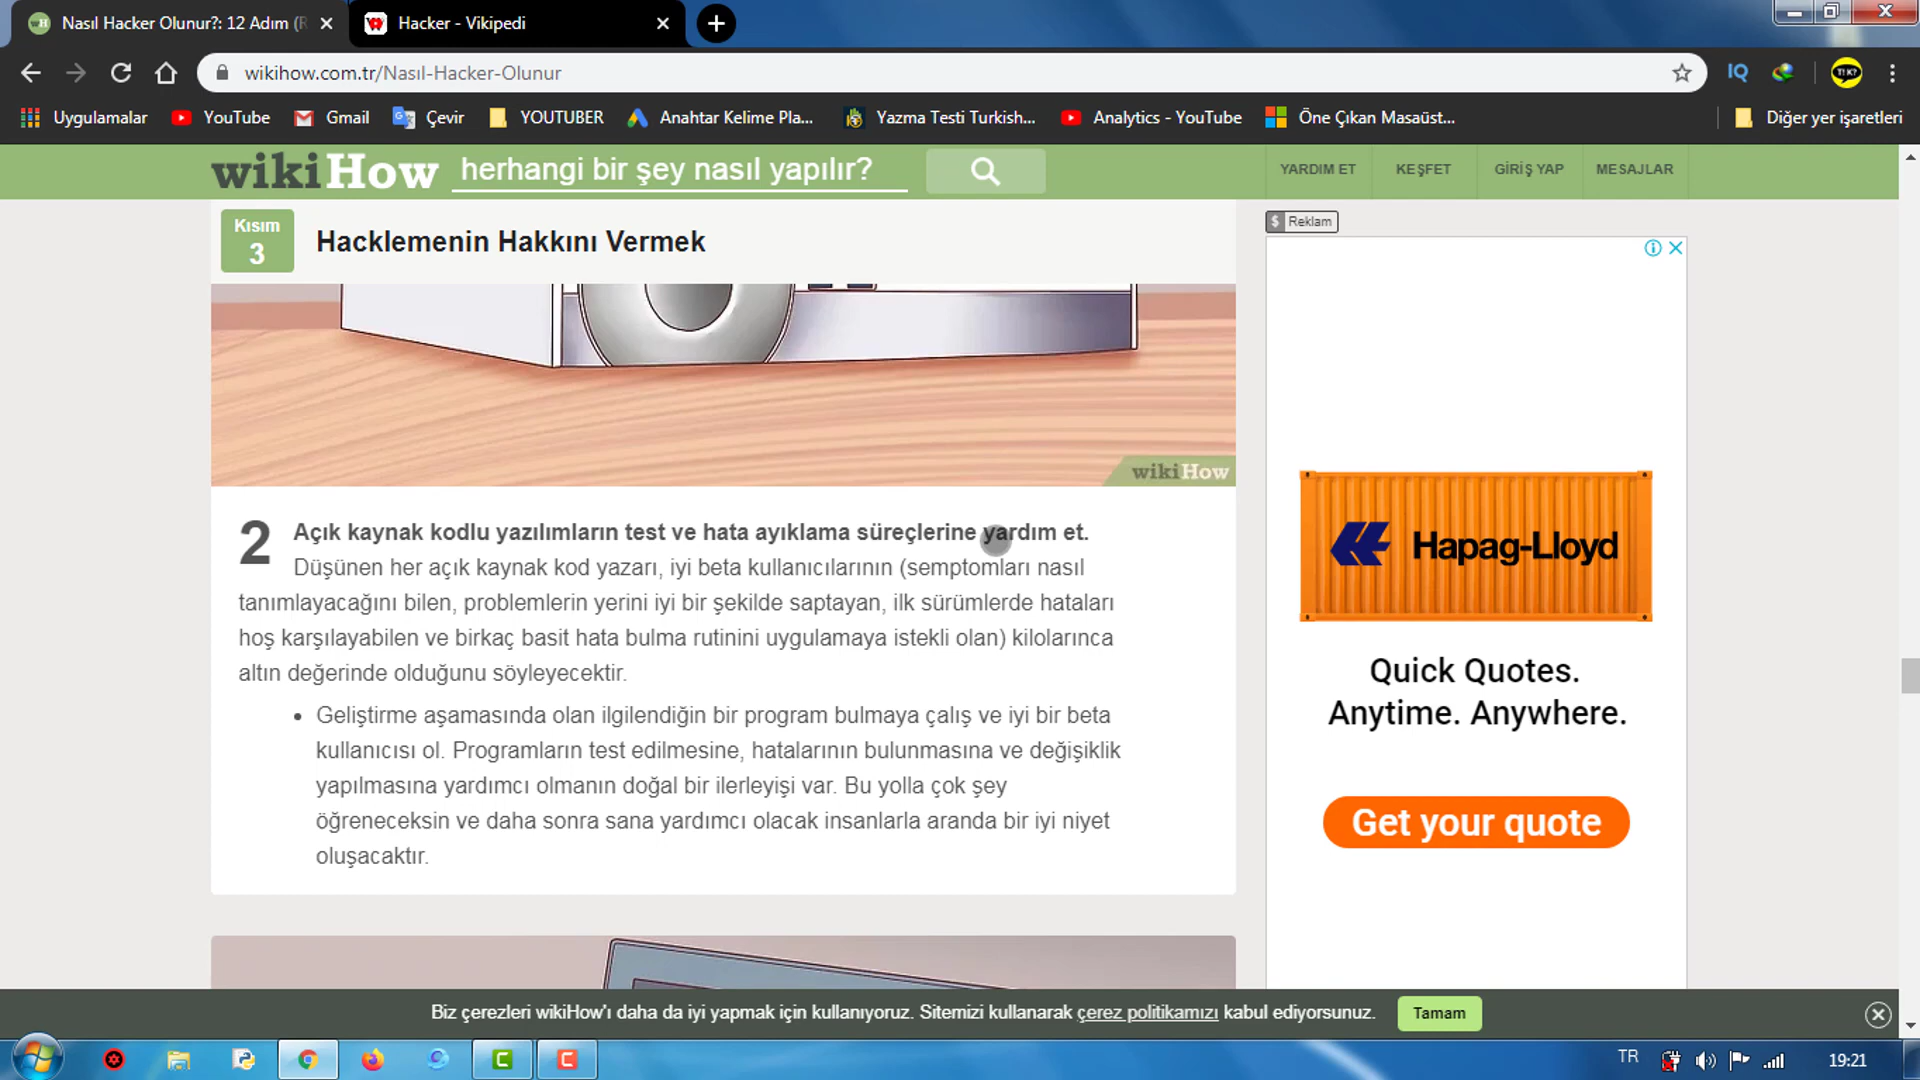 Nasıl Hacker Olunur?: 12 Adım (R
Hacker - Vikipedi
wikihow.com.tr/Nasıl-Hacker-Olunur
IQ
Uygulamalar
YouTube
Gmail
Çevir
YOUTUBER
Anahtar Kelime Pla...
Yazma Testi Turkish...
Analytics - YouTube
Öne Çıkan Masaüst...
Diğer yer işaretleri
wikiHow
herhangi bir şey nasıl yapılır?
YARDIM ET
KEŞFET
GİRİŞ YAP
MESAJLAR
Kısım
3
Hacklemenin Hakkını Vermek
$ Reklam
wikiHow
2
Açık kaynak kodlu yazılımların test ve hata ayıklama süreçlerine yardım et.
Düşünen her açık kaynak kod yazarı, iyi beta kullanıcılarının (semptomları nasıl
tanımlayacağını bilen, problemlerin yerini iyi bir şekilde saptayan, ilk sürümlerde hataları
hoş karşılayabilen ve birkaç basit hata bulma rutinini uygulamaya istekli olan) kilolarınca
altın değerinde olduğunu söyleyecektir.
• Geliştirme aşamasında olan ilgilendiğin bir program bulmaya çalış ve iyi bir beta
kullanıcısı ol. Programların test edilmesine, hatalarının bulunmasına ve değişiklik
yapılmasına yardımcı olmanın doğal bir ilerleyişi var. Bu yolla çok şey
öğreneceksin ve daha sonra sana yardımcı olacak insanlarla aranda bir iyi niyet
oluşacaktır.
Hapag-Lloyd
Quick Quotes.
Anytime. Anywhere.
Get your quote
Biz çerezleri wikiHow'ı daha da iyi yapmak için kullanıyoruz. Sitemizi kullanarak çerez politikamızı kabul ediyorsunuz.
Tamam
TR
19:21